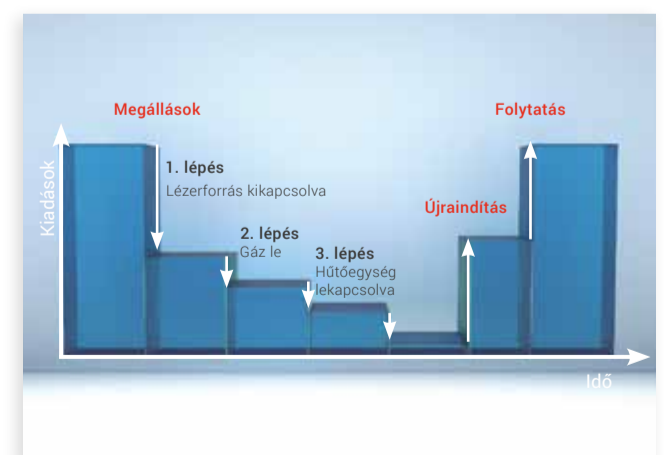 Megállások
Folytatás
Kiadások
1. lépés
Lézerforrás kikapcsolva
Újraindítás
2. lépés
Gáz le
3. lépés
Hűtőegység
lekapcsolva
Idő